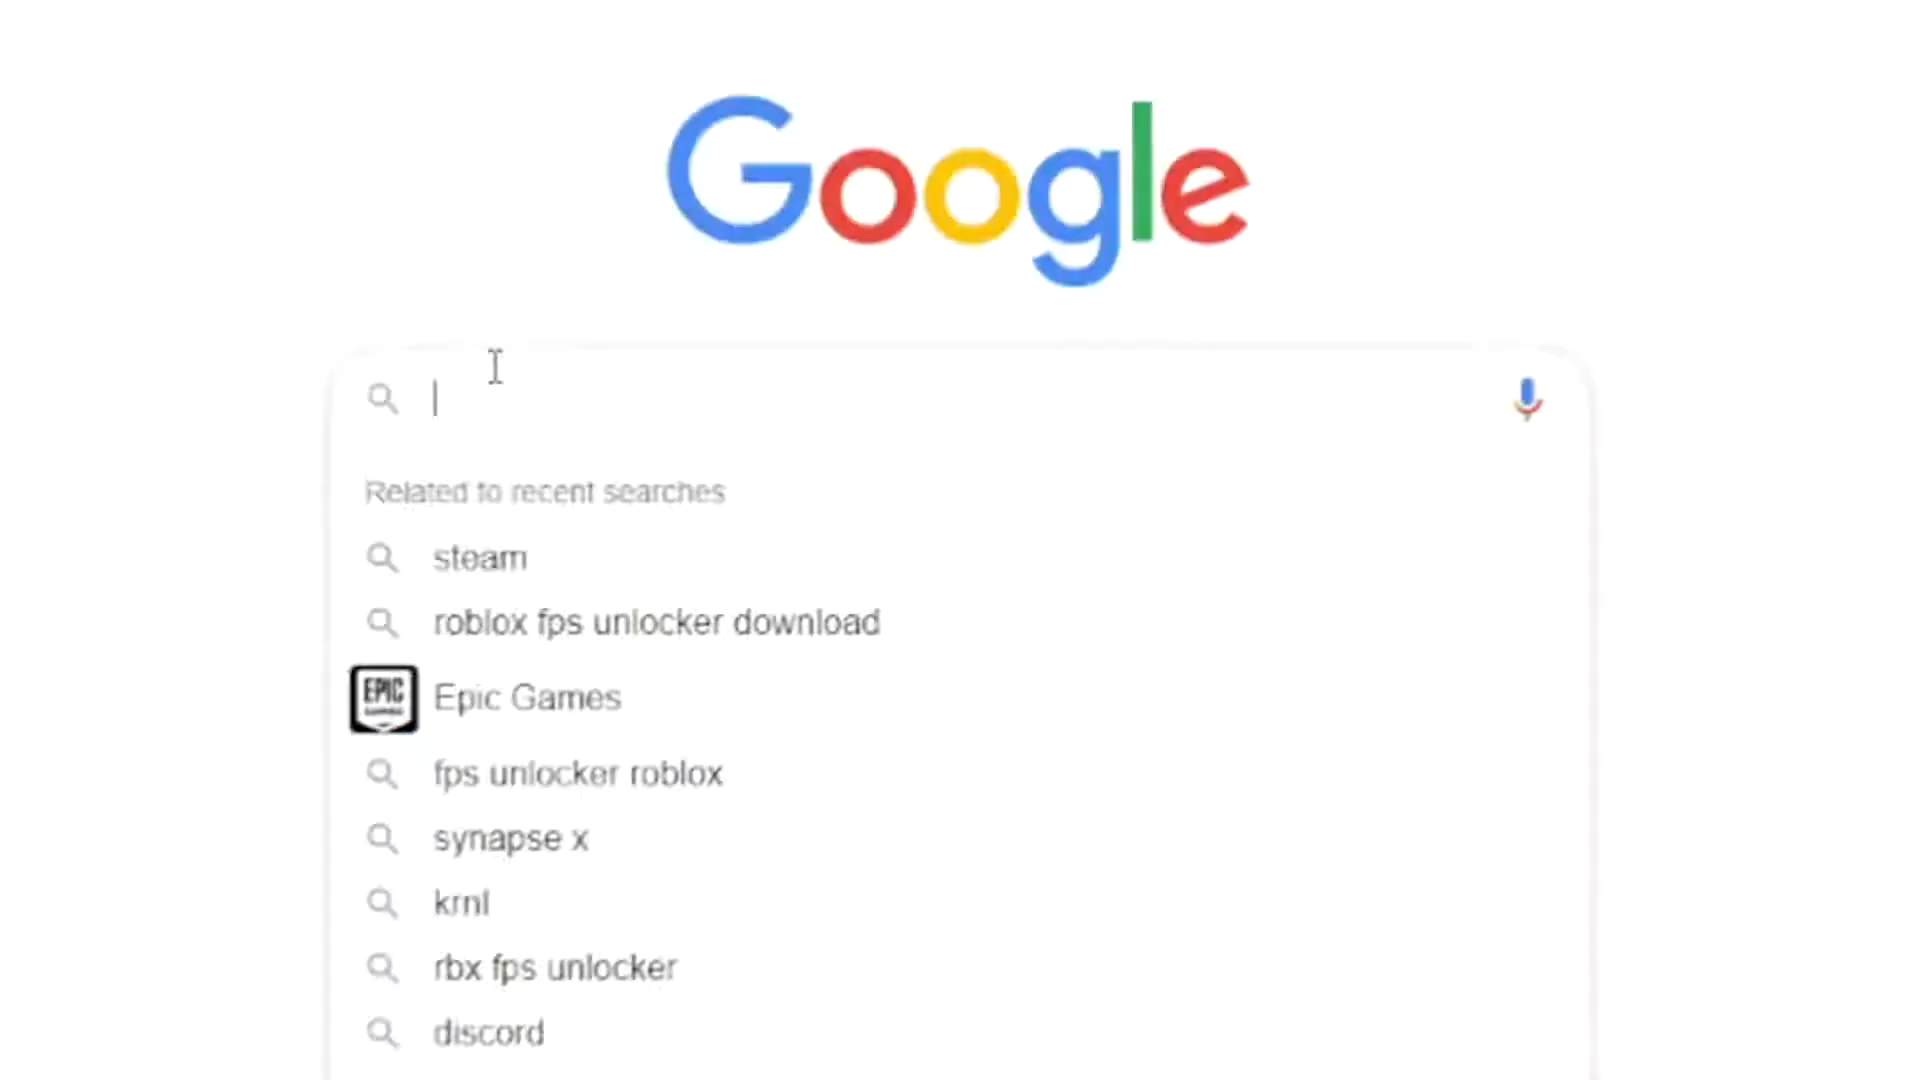 Google
Related to recent searches
steam
roblox fps unlocker download
EPIC
GAMES
Epic Games
fps unlocker roblox
synapse x
krnl
rbx fps unlocker
discord